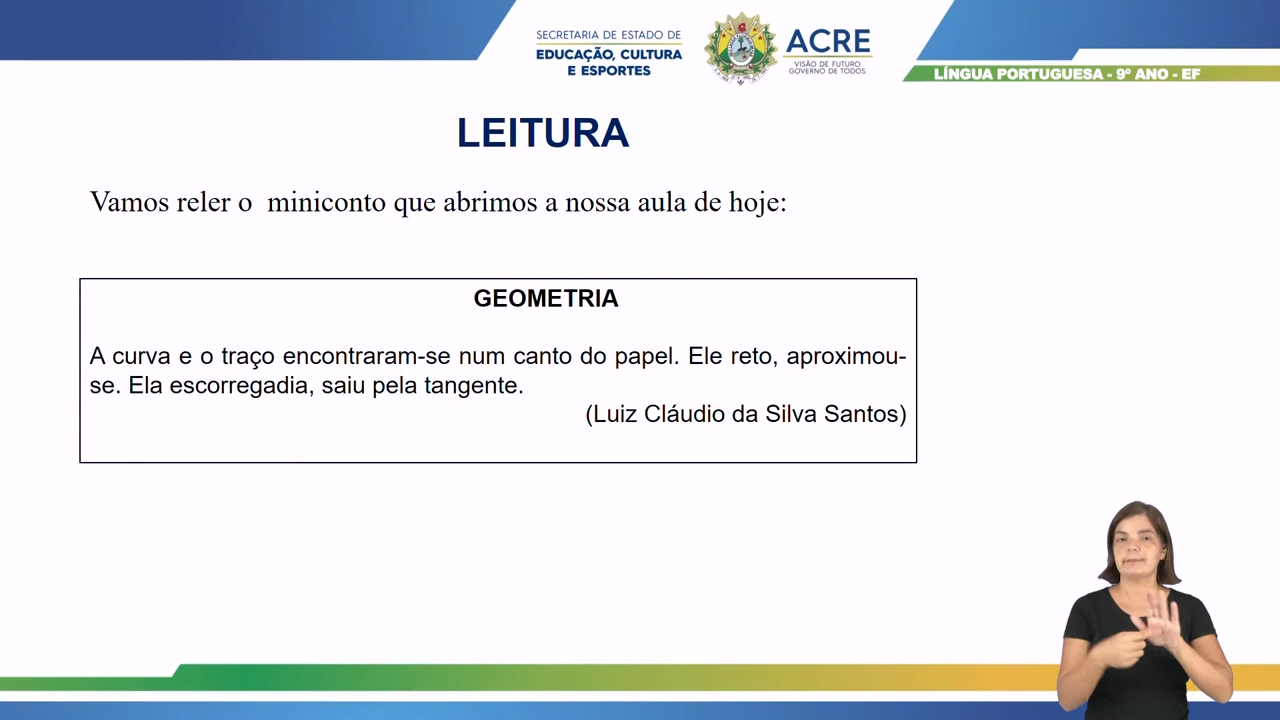 SECRETARIA DE ESTADO DE
EDUCAÇÃO, CULTURA
E ESPORTES
ACRE
VISÃO DE FUTURO.
GOVERNO DE TODOS.
LÍNGUA PORTUGUESA - 9º ANO - EF
LEITURA
Vamos reler o miniconto que abrimos a nossa aula de hoje:
GEOMETRIA
A curva e o traço encontraram-se num canto do papel. Ele reto, aproximou-
se. Ela escorregadia, saiu pela tangente.
(Luiz Cláudio da Silva Santos)